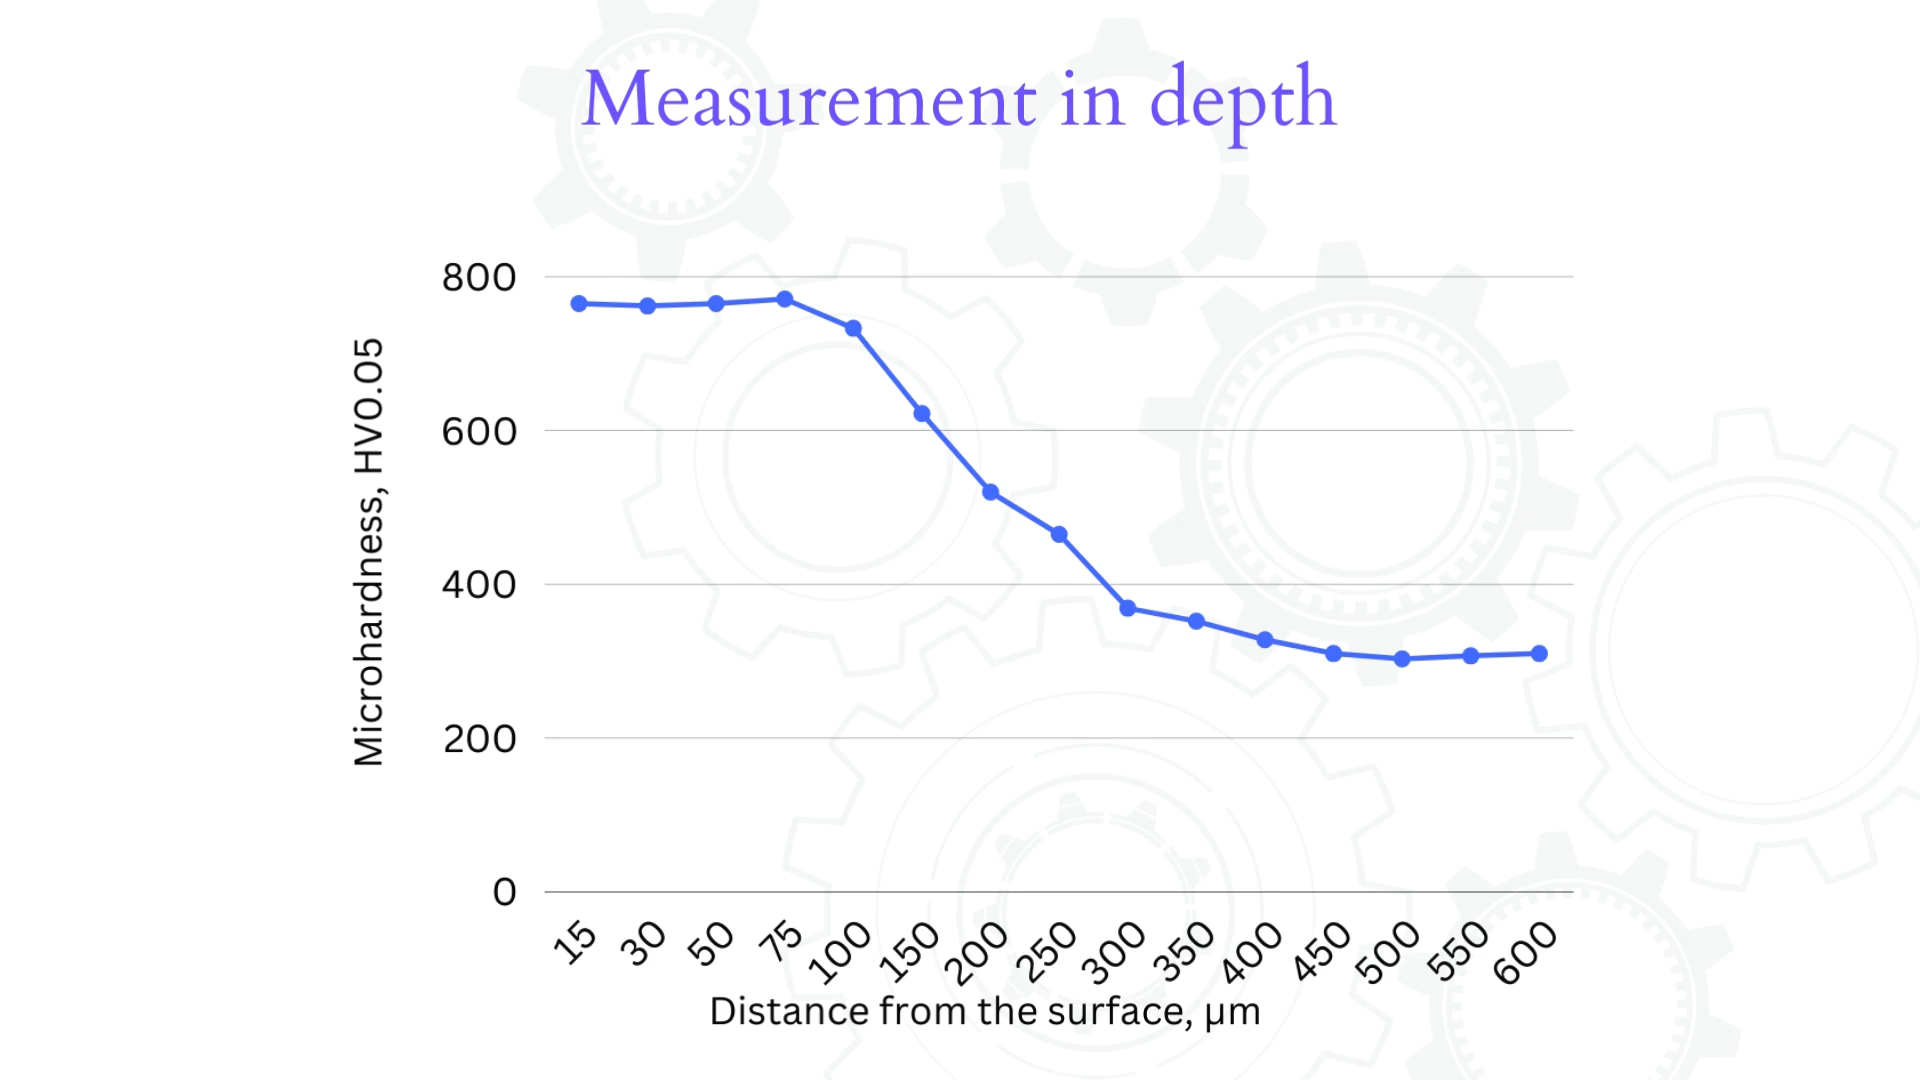 Measurement in depth
800
600
400
200
0
Microhardness, HV0.05
15 30 50 75 100 150 200 250 300 350 400 450 500 550 600
Distance from the surface, µm